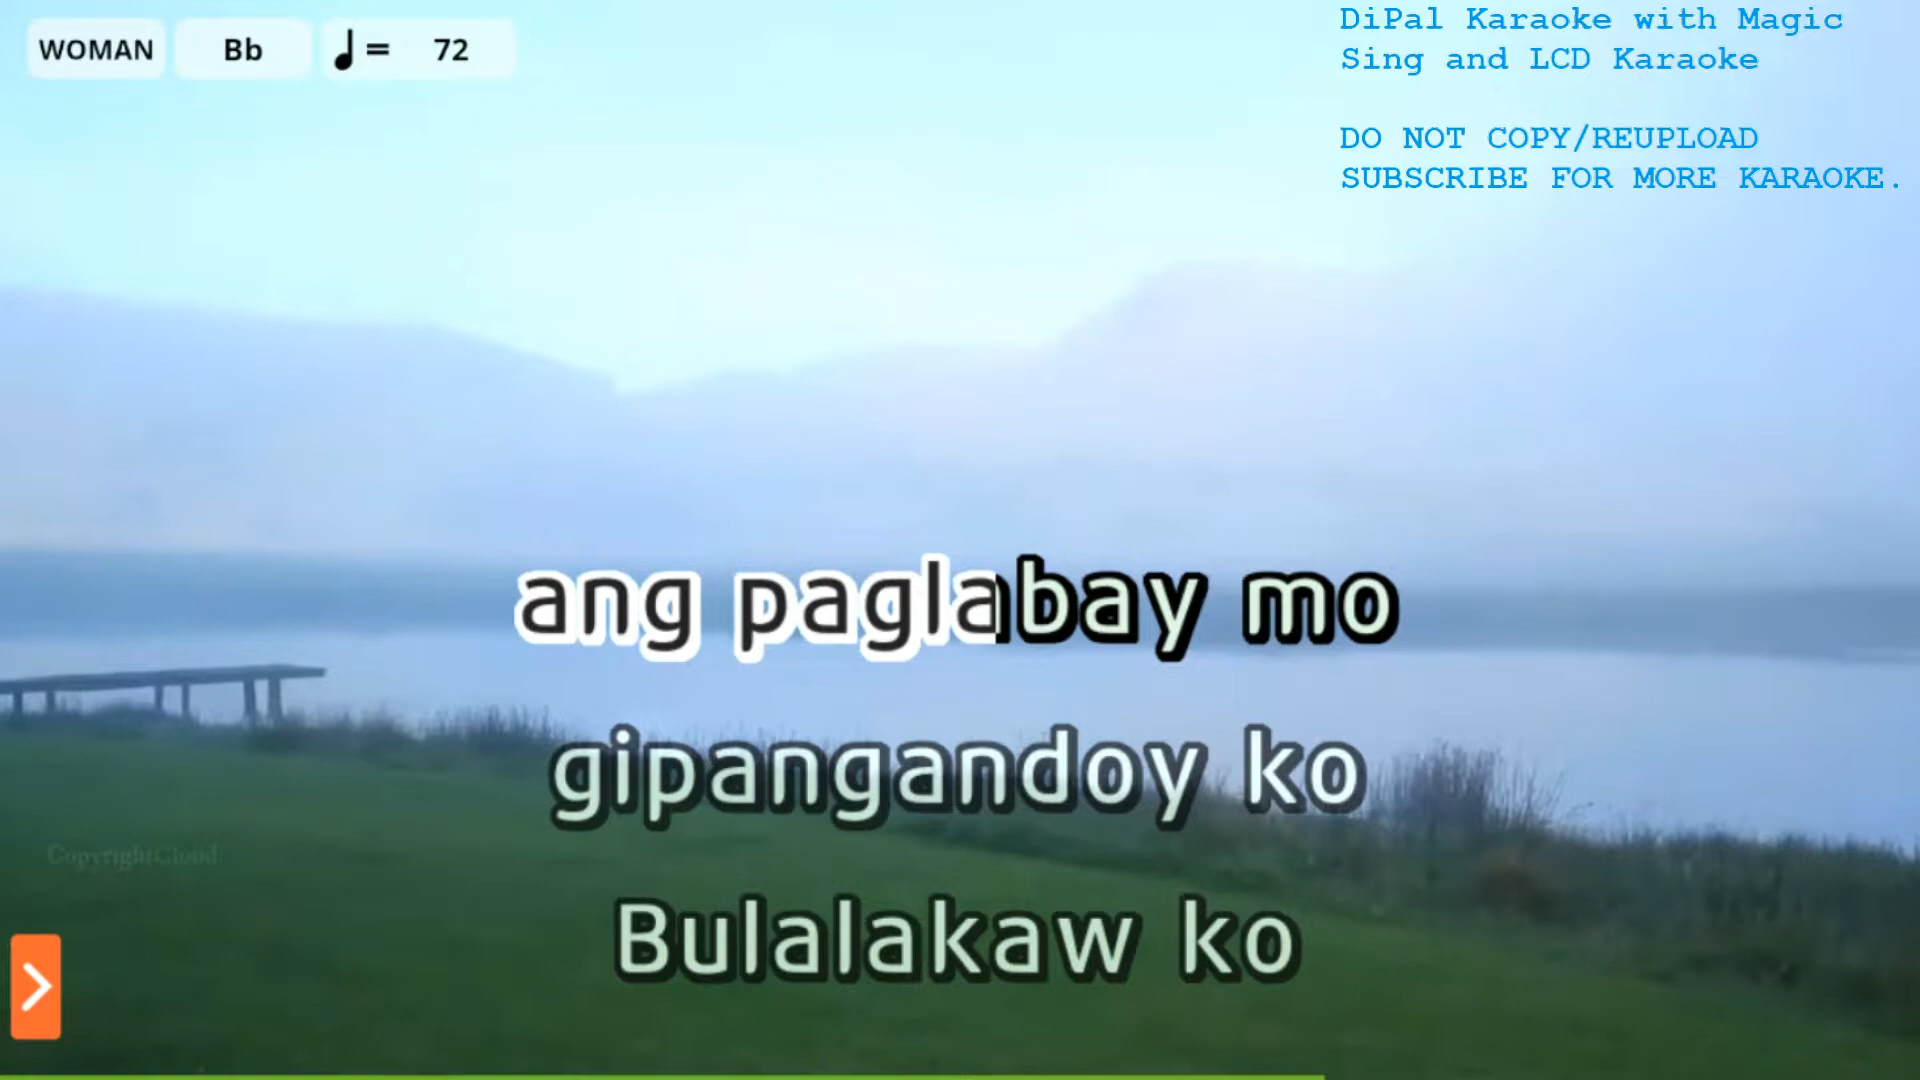 WOMAN Bb ♩= 72
DiPal Karaoke with Magic
Sing and LCD Karaoke
DO NOT COPY/REUPLOAD
SUBSCRIBE FOR MORE KARAOKE.
ang paglabay mo
gipangandoy ko
CopyrightCloud
Bulalakaw ko